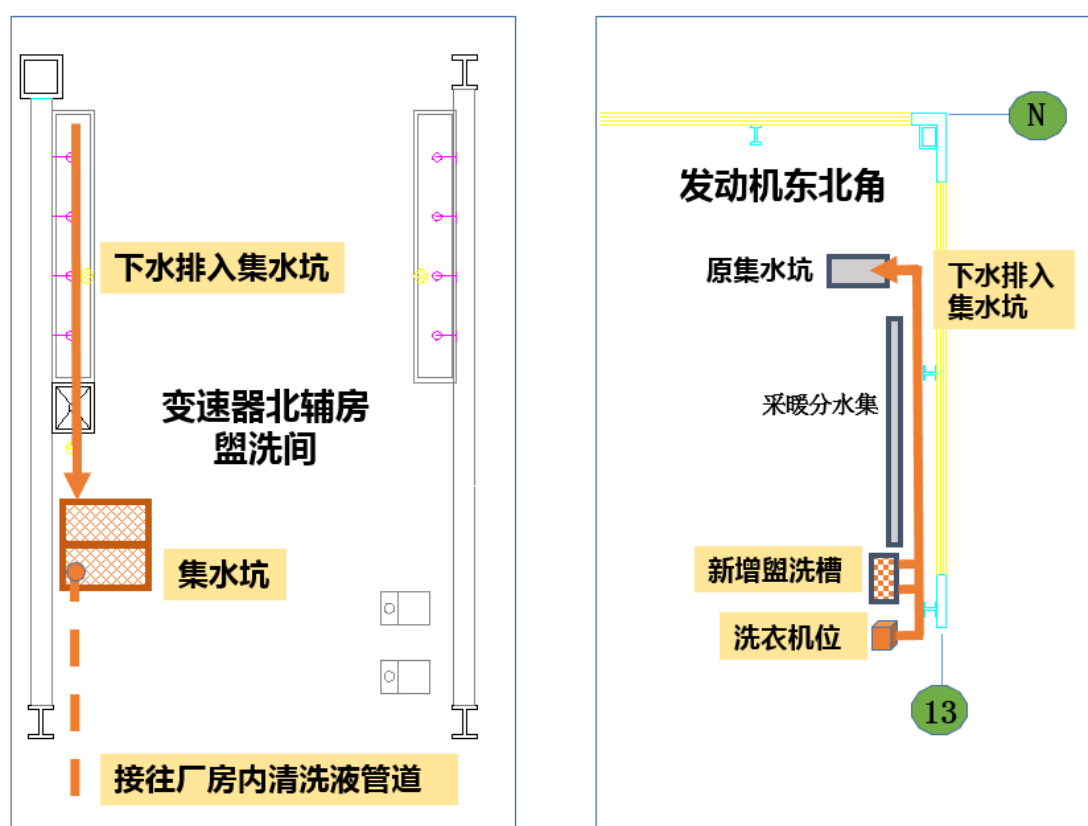 下水排入集水坑
变速器北辅房
盥洗间
集水坑
接往厂房内清洗液管道
N
发动机东北角
原集水坑
下水排入
集水坑
采暖分水集
新增盥洗槽
洗衣机位
13